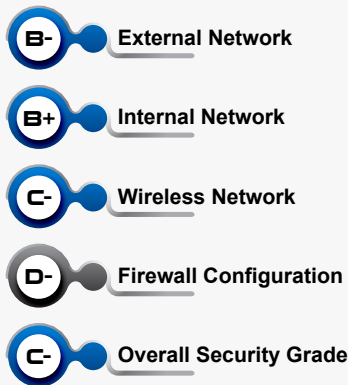 B- External Network
B+ Internal Network
C- Wireless Network
D- Firewall Configuration
C- Overall Security Grade